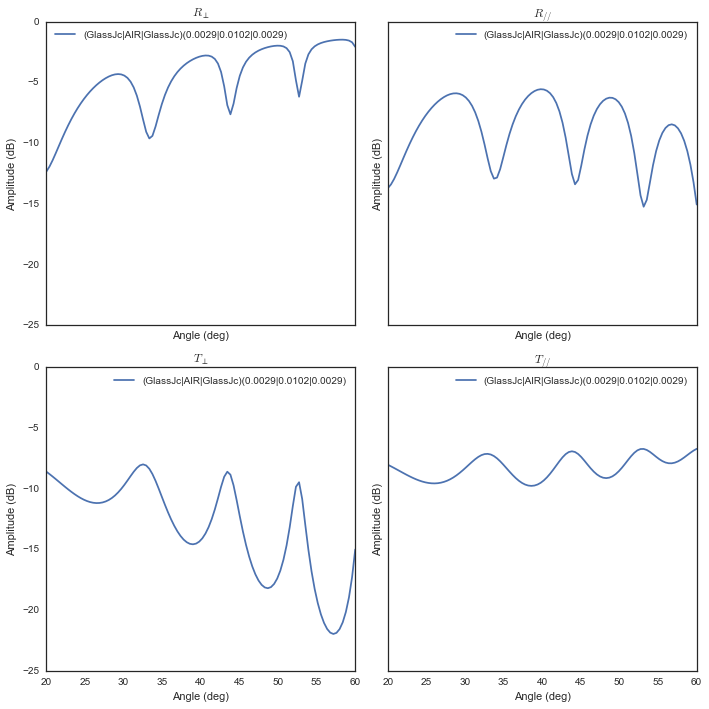 R⊥
(GlassJc|AIR|GlassJc)(0.0029|0.0102|0.0029)
0
−5
−10
−15
−20
−25
Amplitude (dB)
Angle (deg)
R//
(GlassJc|AIR|GlassJc)(0.0029|0.0102|0.0029)
Amplitude (dB)
Angle (deg)
T⊥
(GlassJc|AIR|GlassJc)(0.0029|0.0102|0.0029)
0
−5
−10
−15
−20
−25
Amplitude (dB)
20 25 30 35 40 45 50 55 60
Angle (deg)
T//
(GlassJc|AIR|GlassJc)(0.0029|0.0102|0.0029)
Amplitude (dB)
20 25 30 35 40 45 50 55 60
Angle (deg)